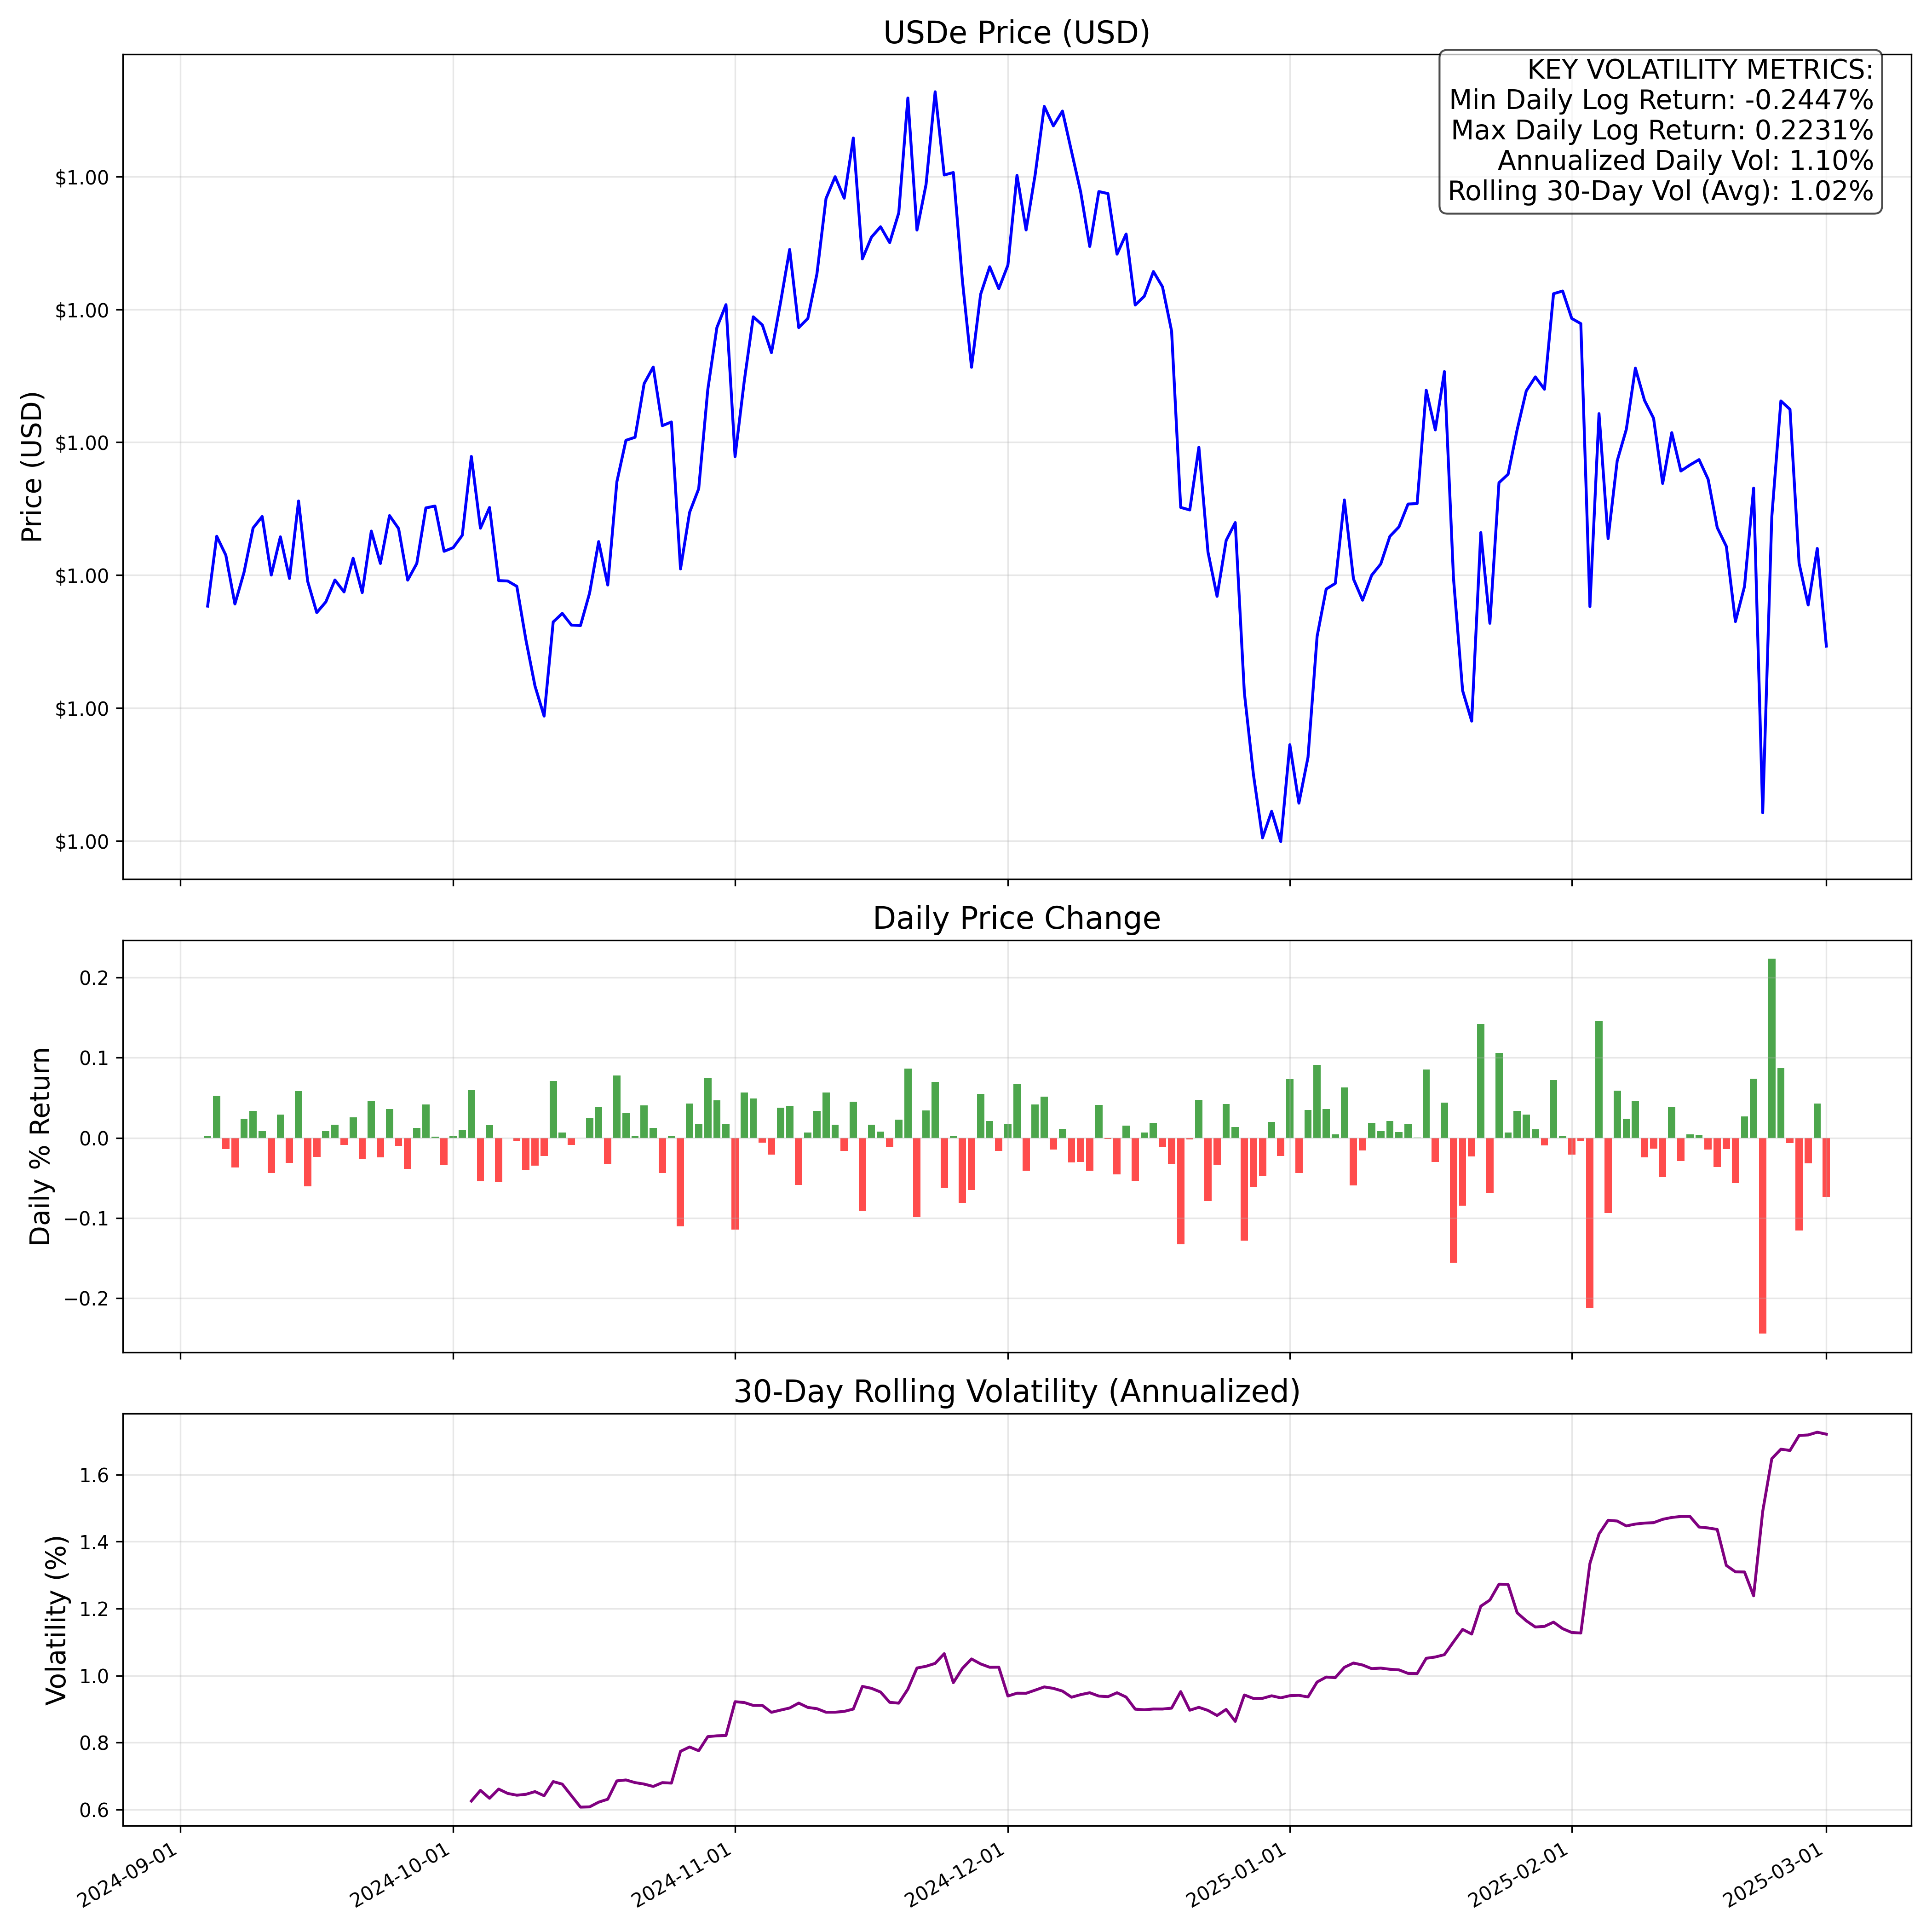 USDe Price (USD)
KEY VOLATILITY METRICS:
Min Daily Log Return: -0.2447%
Max Daily Log Return: 0.2231%
Annualized Daily Vol: 1.10%
Rolling 30-Day Vol (Avg): 1.02%
Price (USD)
$1.00
$1.00
$1.00
$1.00
$1.00
$1.00
Daily Price Change
Daily % Return
0.2
0.1
0.0
−0.1
−0.2
30-Day Rolling Volatility (Annualized)
Volatility (%)
1.6
1.4
1.2
1.0
0.8
0.6
2024-09-01
2024-10-01
2024-11-01
2024-12-01
2025-01-01
2025-02-01
2025-03-01